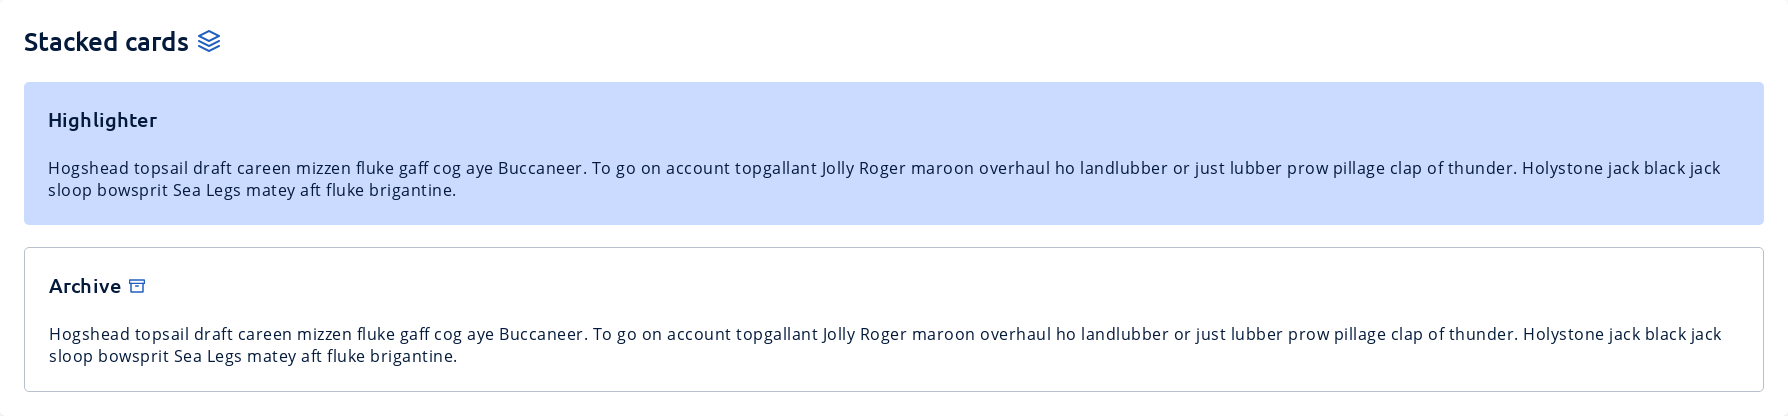 Stacked cards
Highlighter
Hogshead topsail draft careen mizzen fluke gaff cog aye Buccaneer. To go on account topgallant Jolly Roger maroon overhaul ho landlubber or just lubber prow pillage clap of thunder. Holystone jack black jack
sloop bowsprit Sea Legs matey aft fluke brigantine.
Archive
Hogshead topsail draft careen mizzen fluke gaff cog aye Buccaneer. To go on account topgallant Jolly Roger maroon overhaul ho landlubber or just lubber prow pillage clap of thunder. Holystone jack black jack
sloop bowsprit Sea Legs matey aft fluke brigantine.